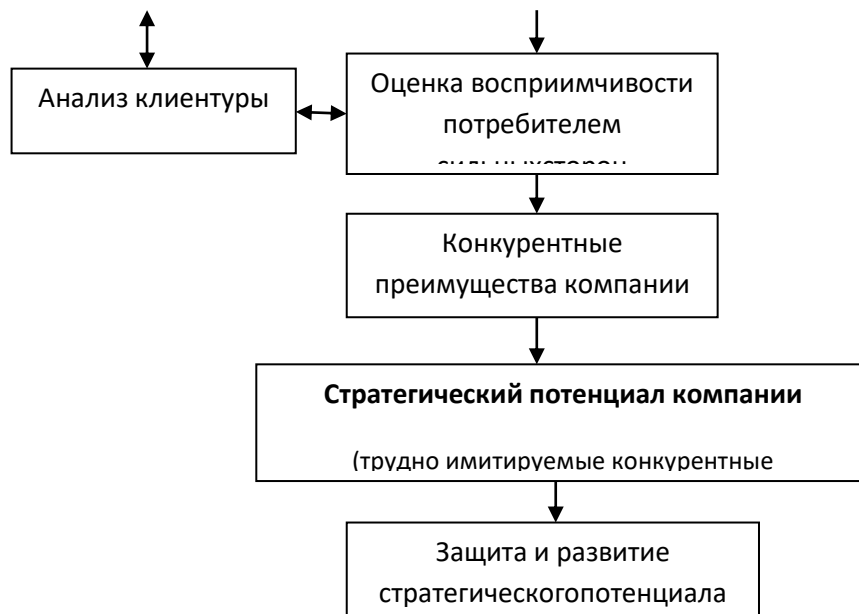 Анализ клиентуры
Оценка восприимчивости
потребителем
Конкурентные
преимущества компании
Стратегический потенциал компании
(трудно имитируемые конкурентные
Защита и развитие
стратегическогопотенциала